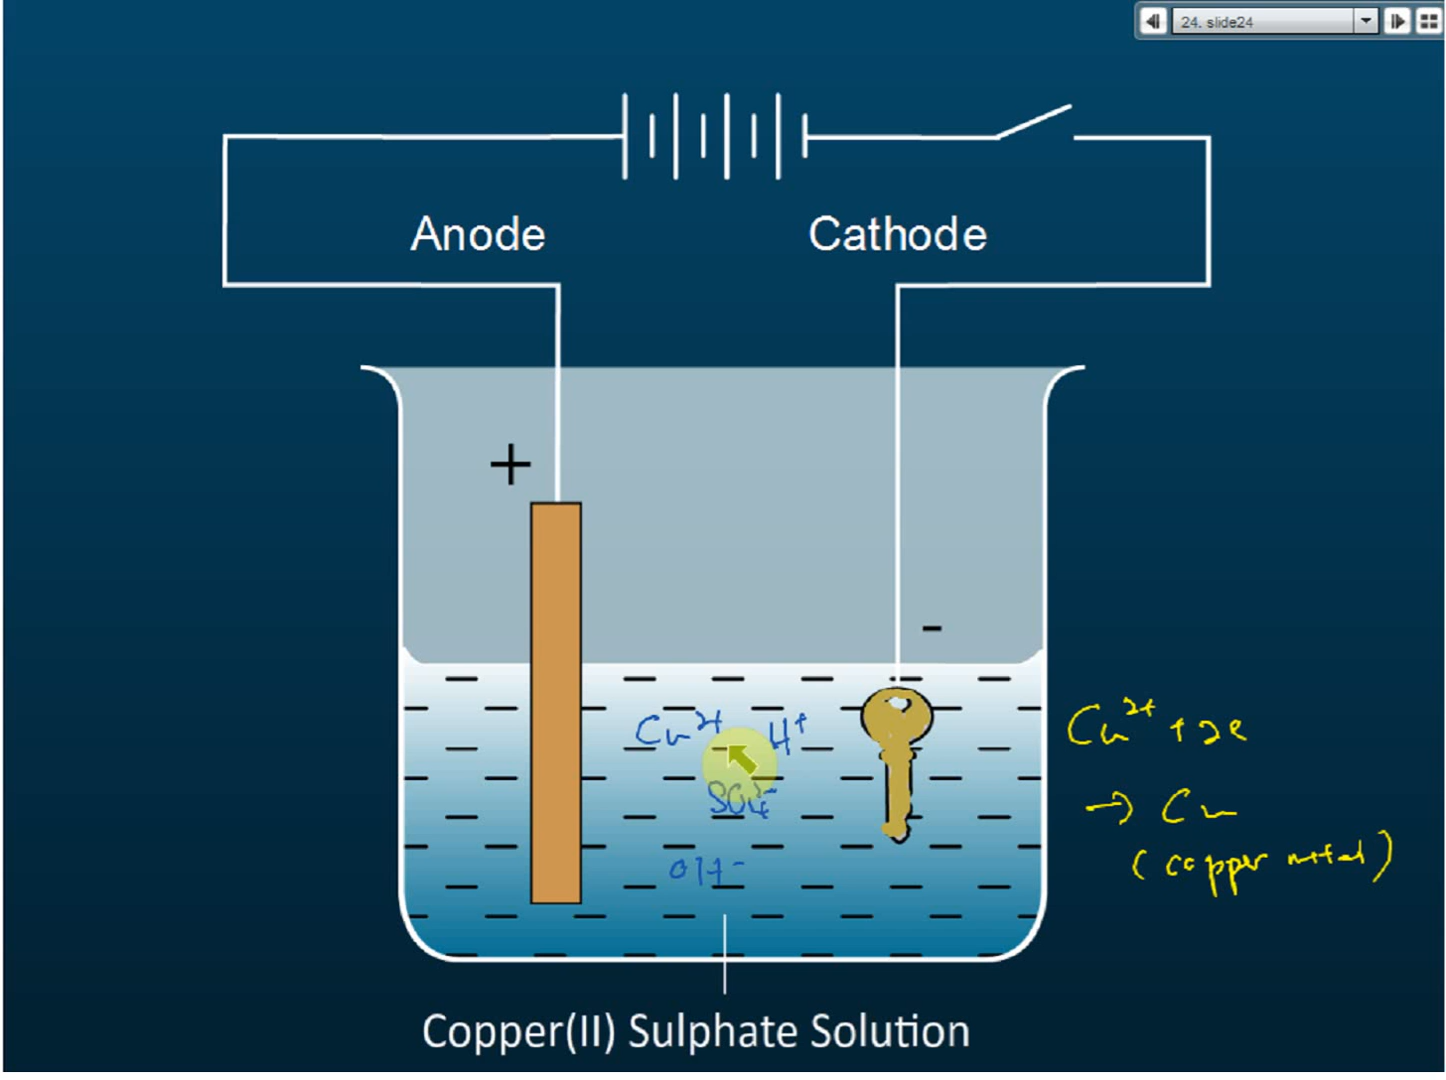 24. slide24
Anode
Cathode
+
-
Cu²⁺ H⁺
SO₄²⁻
OH⁻
Cu²⁺ + 2e
→ Cu
(copper metal)
Copper(II) Sulphate Solution